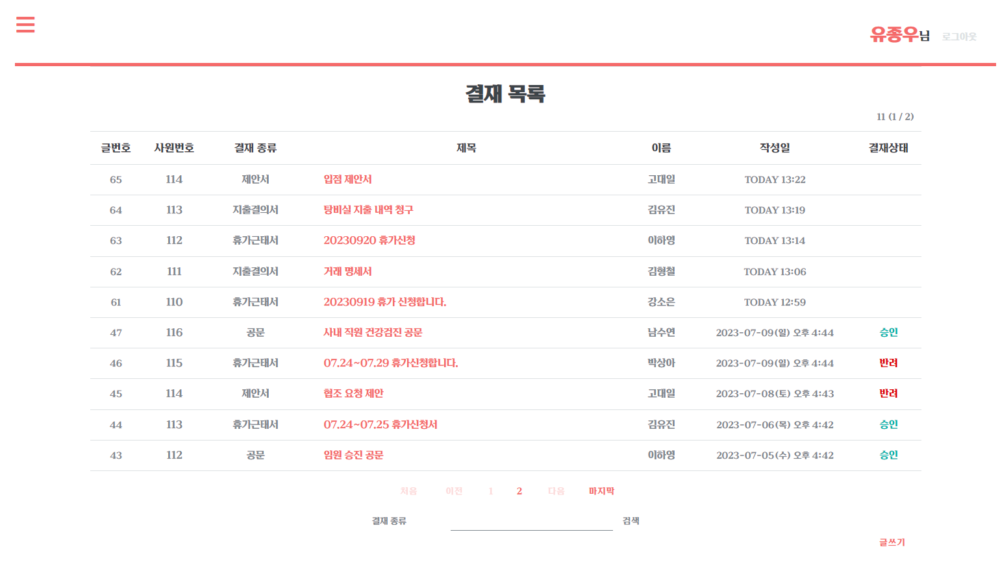 유종우님 로그아웃
결재 목록
11 (1 / 2)
글번호 사원번호 결재 종류 제목 이름 작성일 결재상태
65 114 제안서 입점 제안서 고대일 TODAY 13:22
64 113 지출결의서 탕비실 지출 내역 청구 김유진 TODAY 13:19
63 112 휴가근태서 20230920 휴가신청 이하영 TODAY 13:14
62 111 지출결의서 거래 명세서 김형철 TODAY 13:06
61 110 휴가근태서 20230919 휴가 신청합니다. 강소은 TODAY 12:59
47 116 공문 사내 직원 건강검진 공문 남수연 2023-07-09(일) 오후 4:44 승인
46 115 휴가근태서 07.24~07.29 휴가신청합니다. 박상아 2023-07-09(일) 오후 4:44 반려
45 114 제안서 협조 요청 제안 고대일 2023-07-08(토) 오후 4:43 반려
44 113 휴가근태서 07.24~07.25 휴가신청서 김유진 2023-07-06(목) 오후 4:42 승인
43 112 공문 임원 승진 공문 이하영 2023-07-05(수) 오후 4:42 승인
처음 이전 1 2 다음 마지막
결재 종류 검색
글쓰기